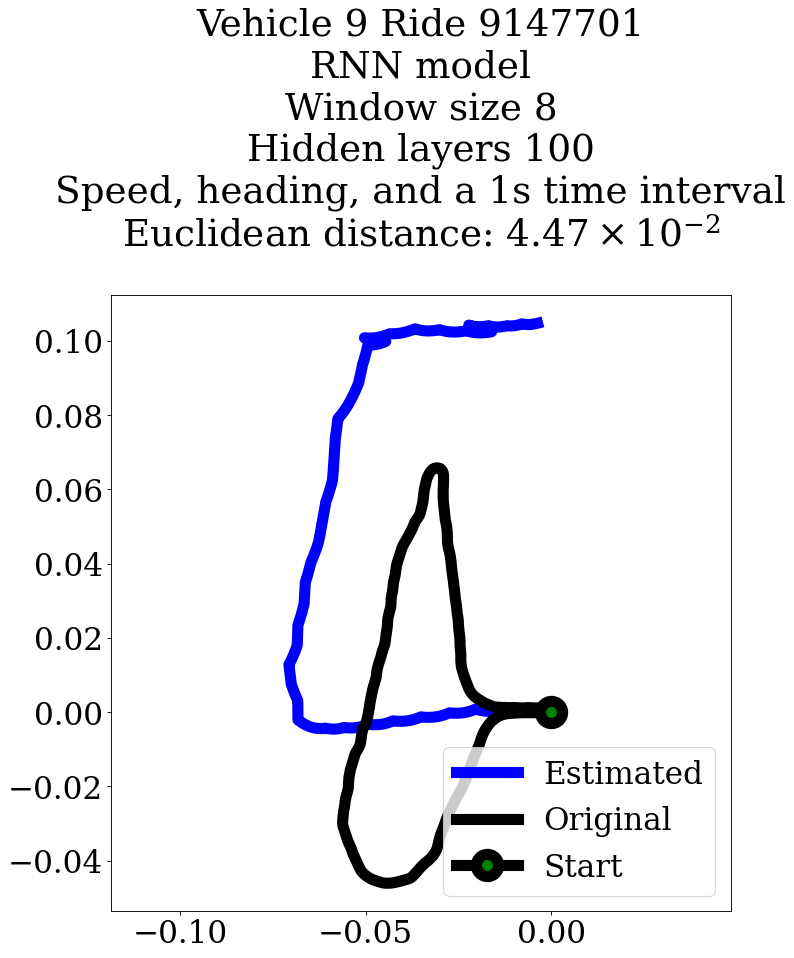 Vehicle 9 Ride 9147701
RNN model
Window size 8
Hidden layers 100
Speed, heading, and a 1s time interval
Euclidean distance: 4.47 × 10⁻²
0.10
0.08
0.06
0.04
0.02
0.00
−0.02
−0.04
Estimated
Original
Start
−0.10
−0.05
0.00